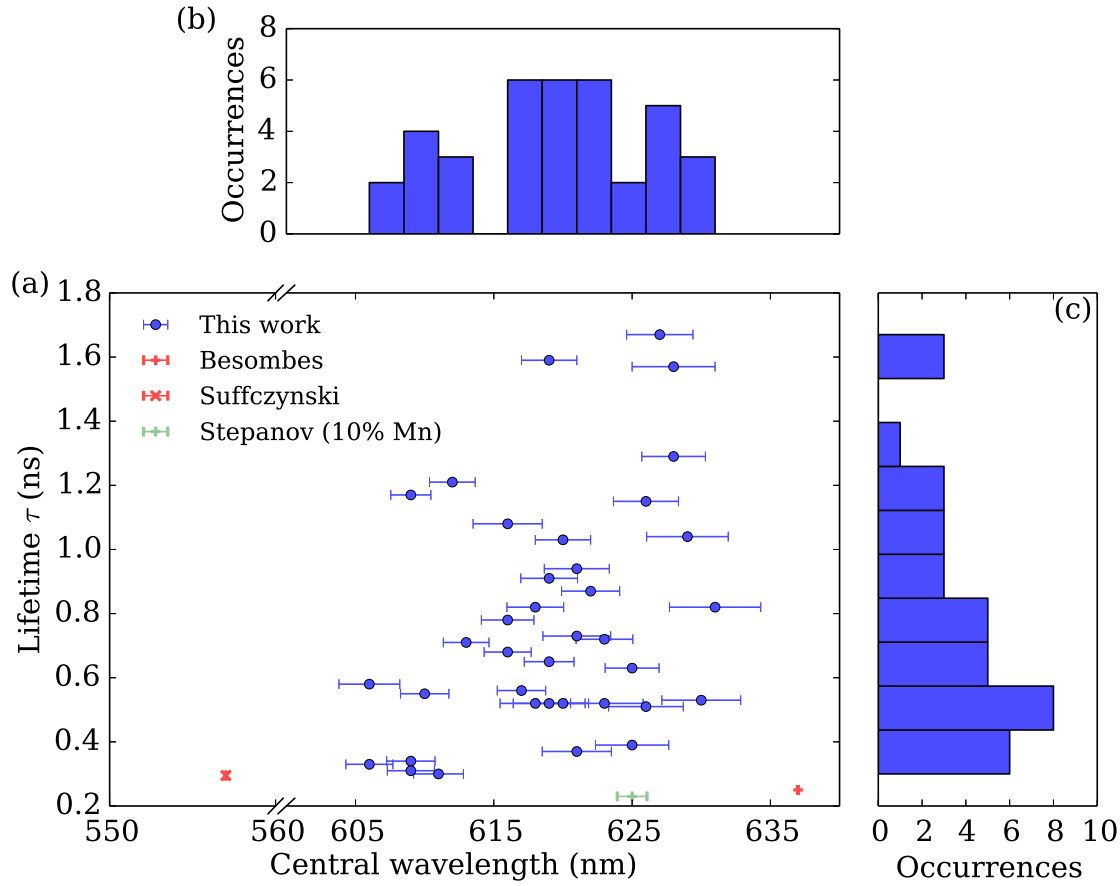 (b)
Occurrences
8
6
4
2
0
(a)
Lifetime τ (ns)
1.8
1.6
1.4
1.2
1.0
0.8
0.6
0.4
0.2
This work
Besombes
Suffczynski
Stepanov (10% Mn)
550 560 605 615 625 635
Central wavelength (nm)
(c)
0 2 4 6 8 10
Occurrences